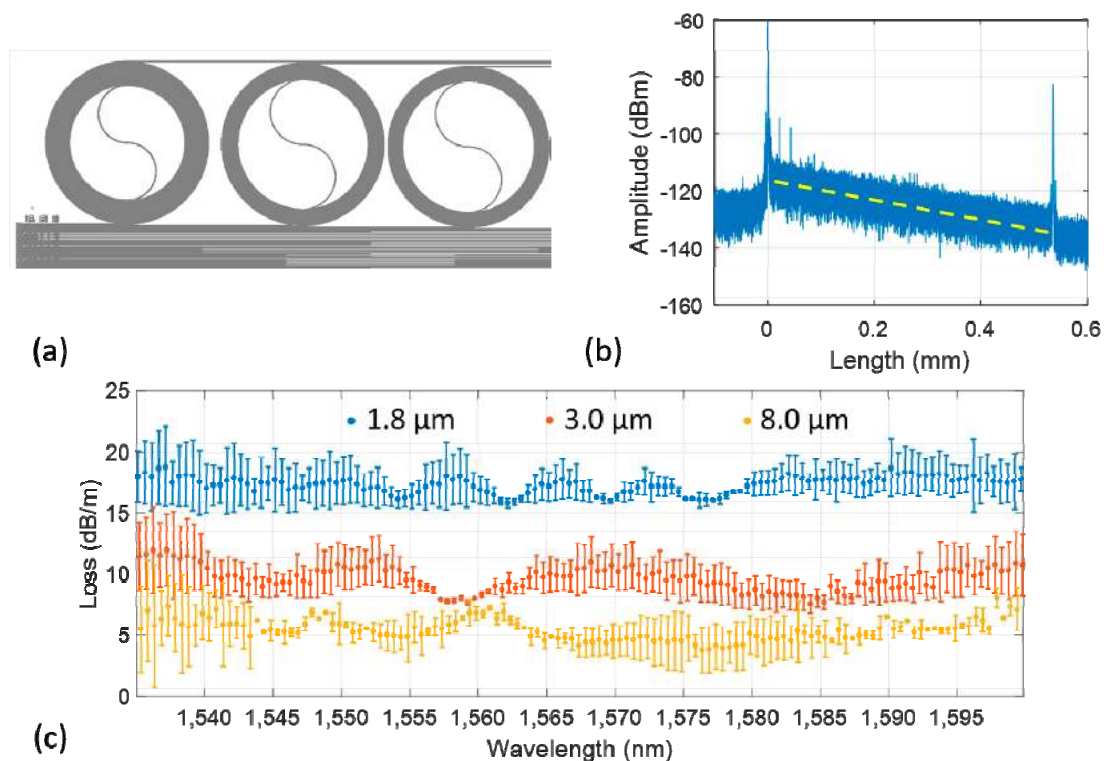 (a)
-60
-80
-100
-120
-140
-160
Amplitude (dBm)
0 0.2 0.4 0.6
Length (mm)
(b)
25
20
15
10
5
0
Loss (dB/m)
1.8 μm 3.0 μm 8.0 μm
1,540 1,545 1,550 1,555 1,560 1,565 1,570 1,575 1,580 1,585 1,590 1,595
Wavelength (nm)
(c)